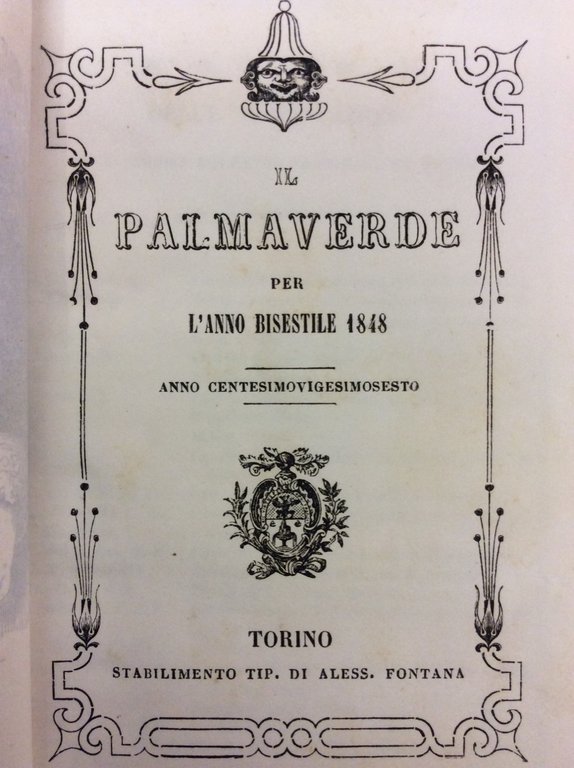 IL
PALMAVERDE
PER
L'ANNO BISESTILE 1848
ANNO CENTESIMOVIGESIMOSESTO
TORINO
STABILIMENTO TIP. DI ALESS. FONTANA